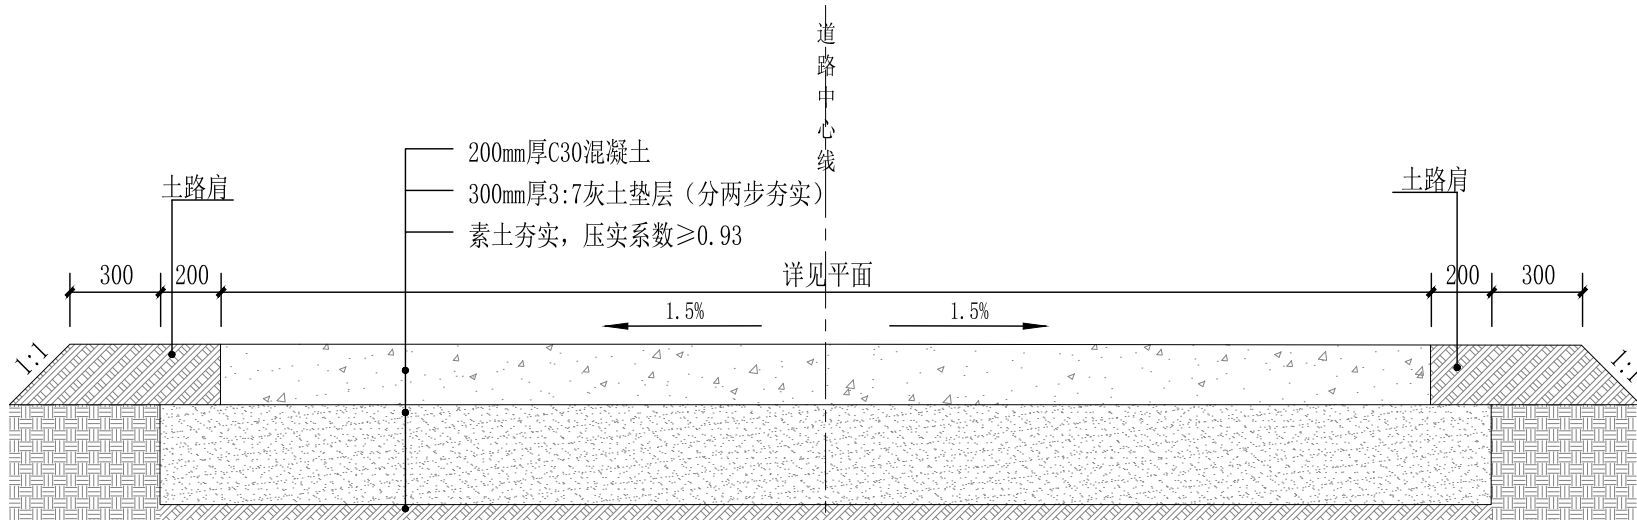 道路中心线
200mm厚C30混凝土
300mm厚3:7灰土垫层（分两步夯实）
素土夯实，压实系数≥0.93
土路肩
土路肩
300
200
详见平面
200
300
1.5%
1.5%
1:1
1:1